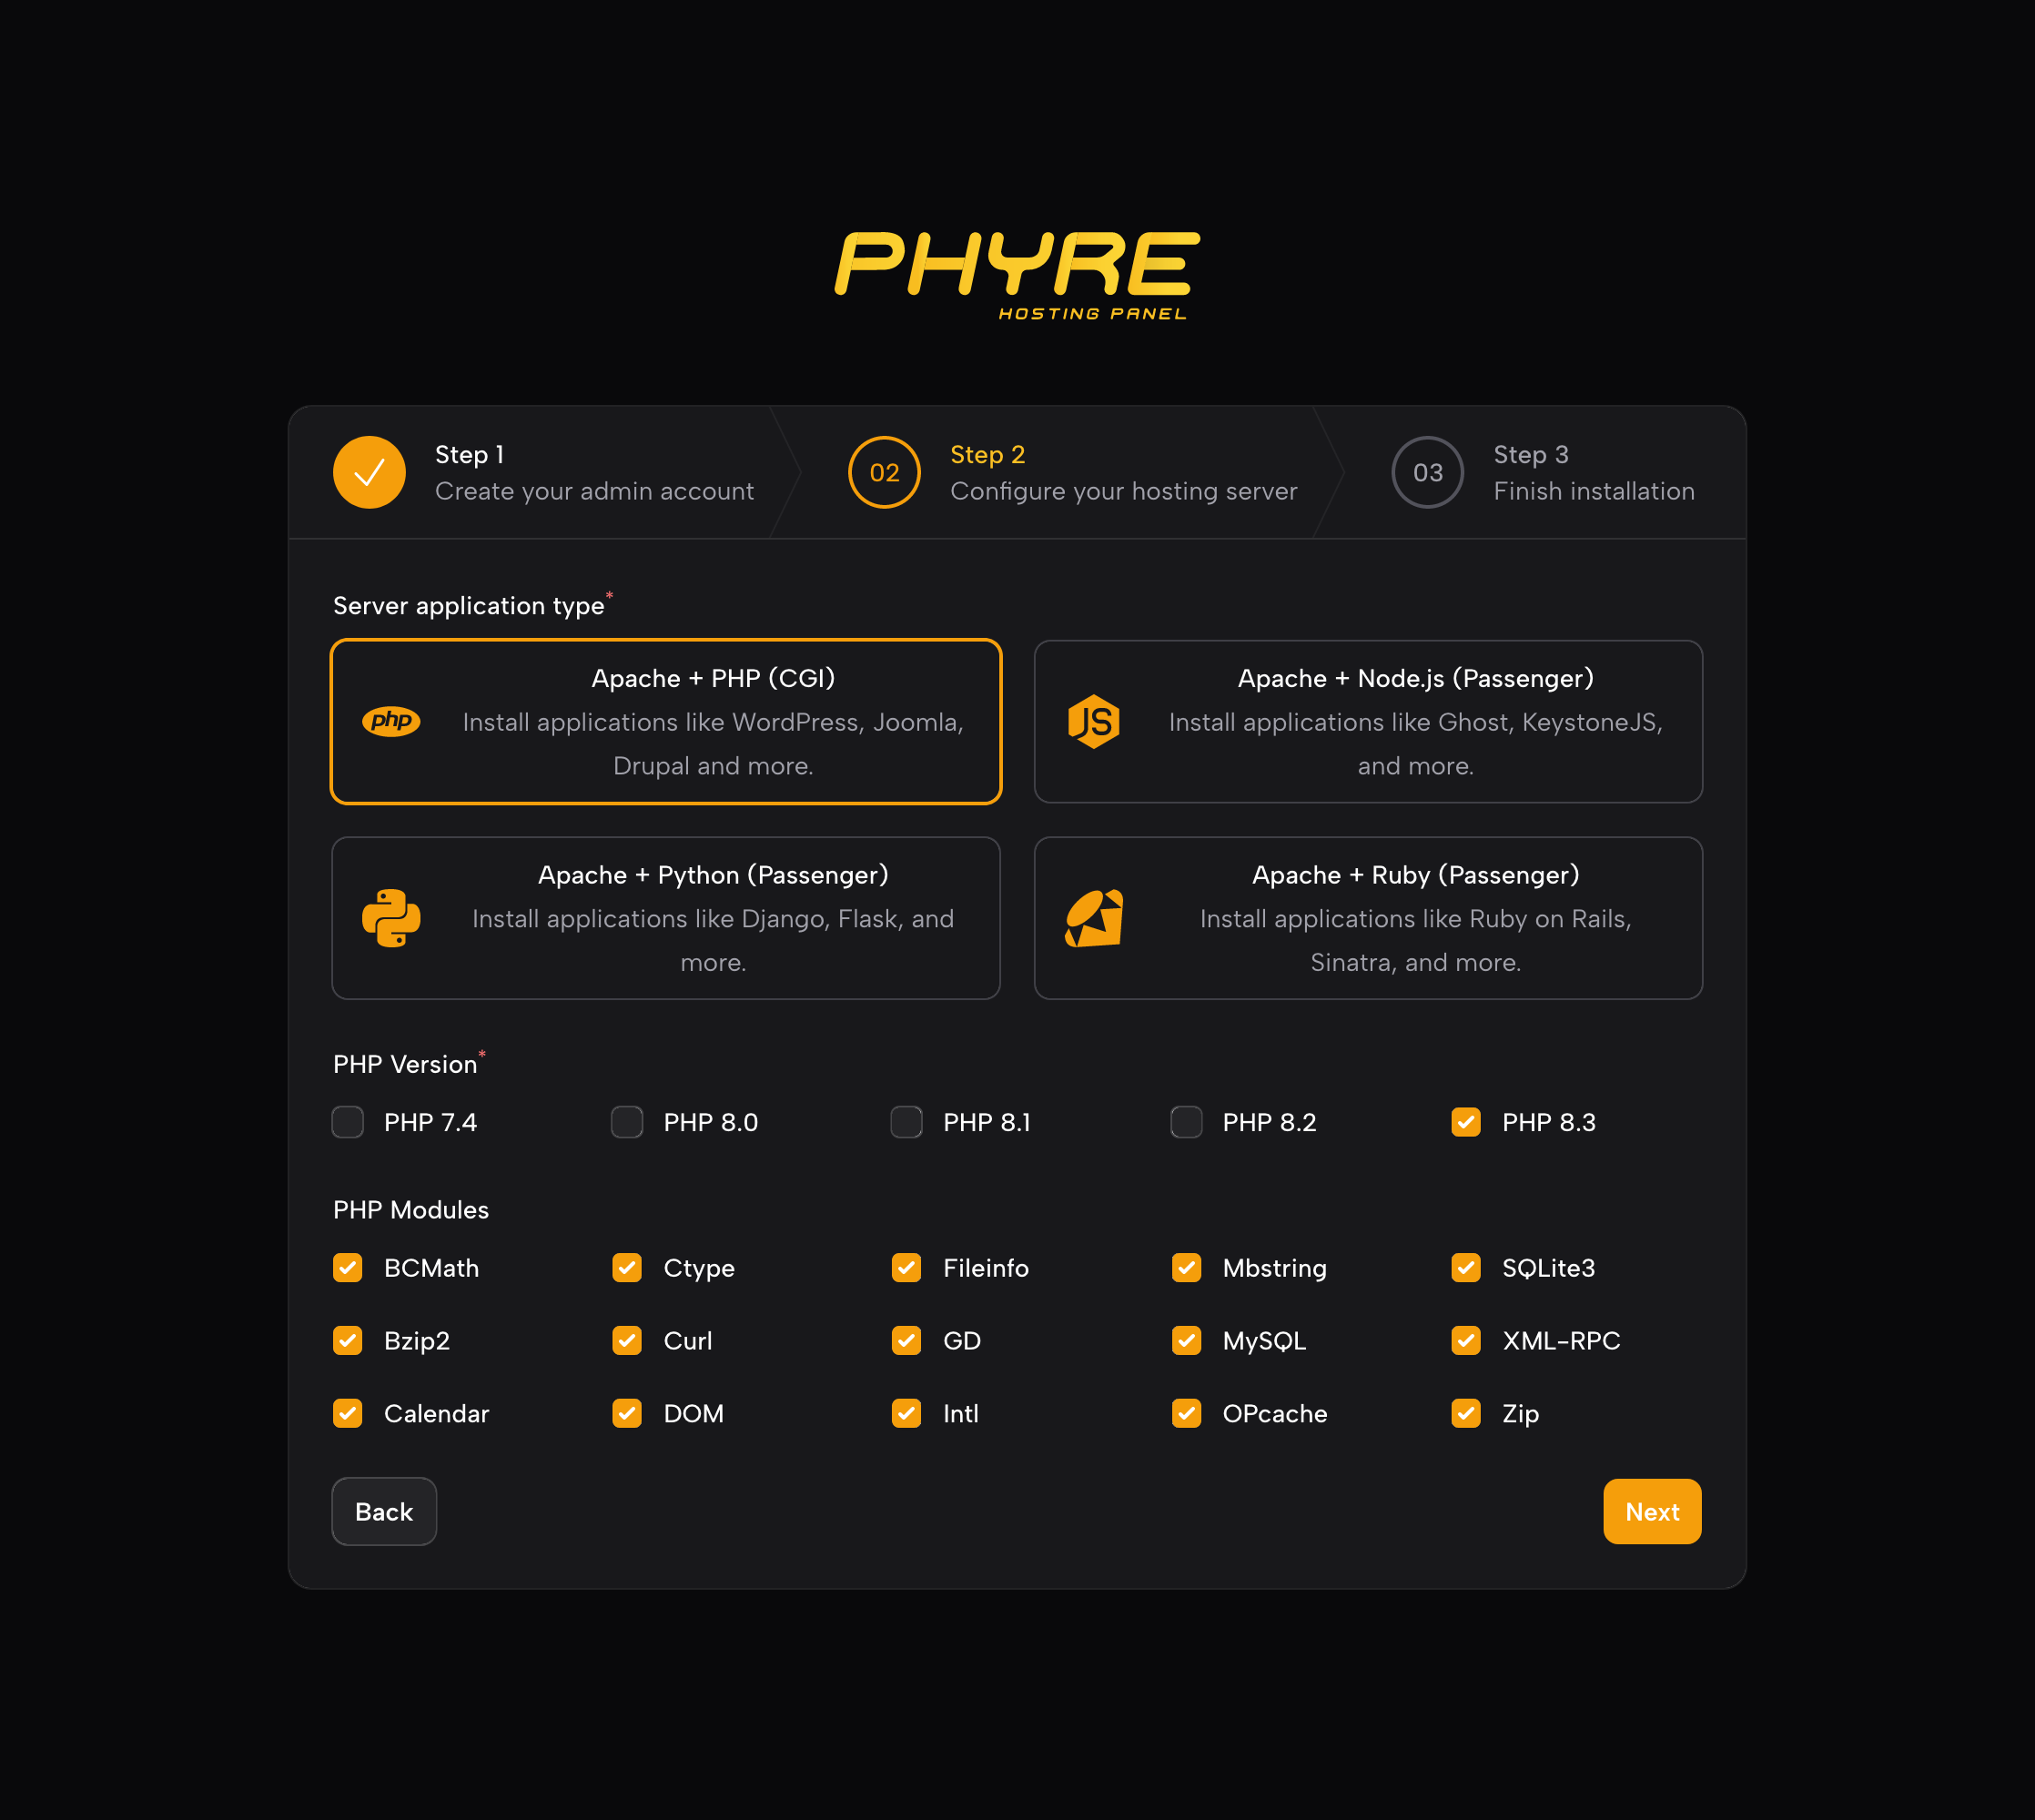 PHYRE
HOSTING PANEL
Step 1
Create your admin account
02
Step 2
Configure your hosting server
03
Step 3
Finish installation
Server application type*
php
Apache + PHP (CGI)
Install applications like WordPress, Joomla,
Drupal and more.
JS
Apache + Node.js (Passenger)
Install applications like Ghost, KeystoneJS,
and more.
Apache + Python (Passenger)
Install applications like Django, Flask, and
more.
Apache + Ruby (Passenger)
Install applications like Ruby on Rails,
Sinatra, and more.
PHP Version*
PHP 7.4
PHP 8.0
PHP 8.1
PHP 8.2
PHP 8.3
PHP Modules
BCMath
Ctype
Fileinfo
Mbstring
SQLite3
Bzip2
Curl
GD
MySQL
XML-RPC
Calendar
DOM
Intl
OPcache
Zip
Back
Next